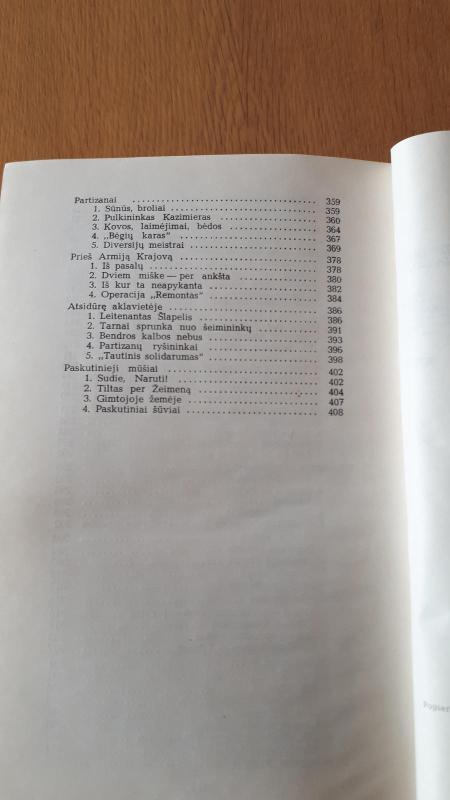 Partizanai ........ 359
1. Sūnūs, broliai ........ 359
2. Pulkininkas Kazimieras ........ 360
3. Kovos, laimėjimai, bėdos ........ 364
4. „Bėgių karas“ ........ 367
5. Diversijų meistrai ........ 369
Prieš Armiją Krajovą ........ 378
1. Iš pasalų ........ 378
2. Dviem miške — per ankšta ........ 380
3. Iš kur ta neapykanta ........ 382
4. Operacija „Remontas“ ........ 384
Atsidūrę aklavietėje ........ 386
1. Leitenantas Šlapelis ........ 386
2. Tarnai sprunka nuo šeimininkų ........ 391
3. Bendros kalbos nebus ........ 393
4. Partizanų ryšininkai ........ 396
5. „Tautinis solidarumas“ ........ 398
Paskutinieji mūšiai ........ 402
1. Sudie, Naruti! ........ 402
2. Tiltas per Žeimeną ........ 404
3. Gimtojoje žemėje ........ 407
4. Paskutiniai šūviai ........ 408